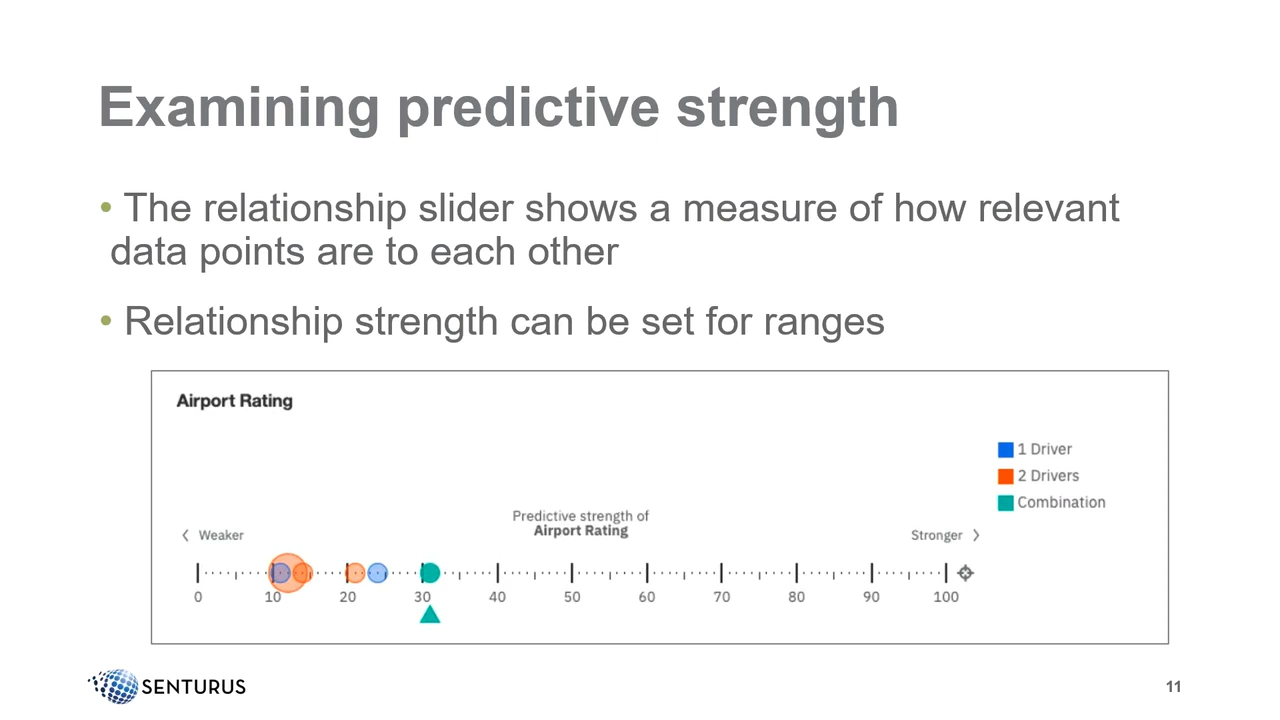 Examining predictive strength
• The relationship slider shows a measure of how relevant
data points are to each other
• Relationship strength can be set for ranges
Airport Rating
1 Driver
2 Drivers
Combination
Predictive strength of
Airport Rating
Weaker
Stronger
0 10 20 30 40 50 60 70 80 90 100
SENTURUS
11